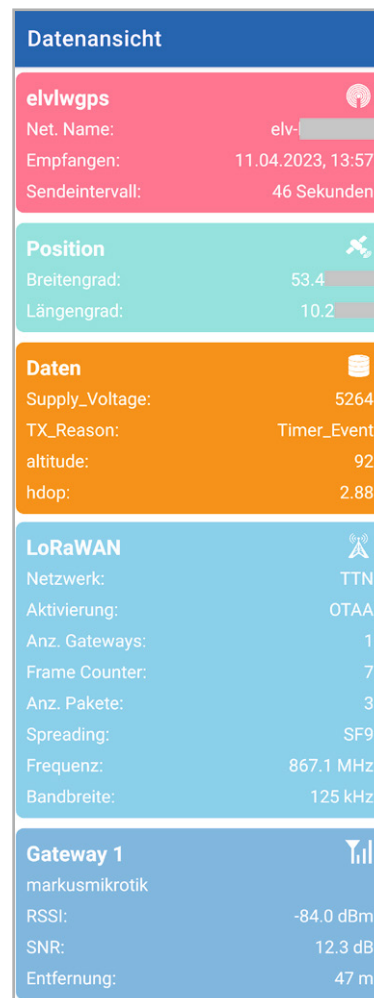 Datenansicht
elvlwgps
Net. Name: elv-
Empfangen: 11.04.2023, 13:57
Sendeintervall: 46 Sekunden
Position
Breitengrad: 53.4
Längengrad: 10.2
Daten
Supply_Voltage: 5264
TX_Reason: Timer_Event
altitude: 92
hdop: 2.88
LoRaWAN
Netzwerk: TTN
Aktivierung: OTAA
Anz. Gateways: 1
Frame Counter: 7
Anz. Pakete: 3
Spreading: SF9
Frequenz: 867.1 MHz
Bandbreite: 125 kHz
Gateway 1
markusmikrotik
RSSI: -84.0 dBm
SNR: 12.3 dB
Entfernung: 47 m